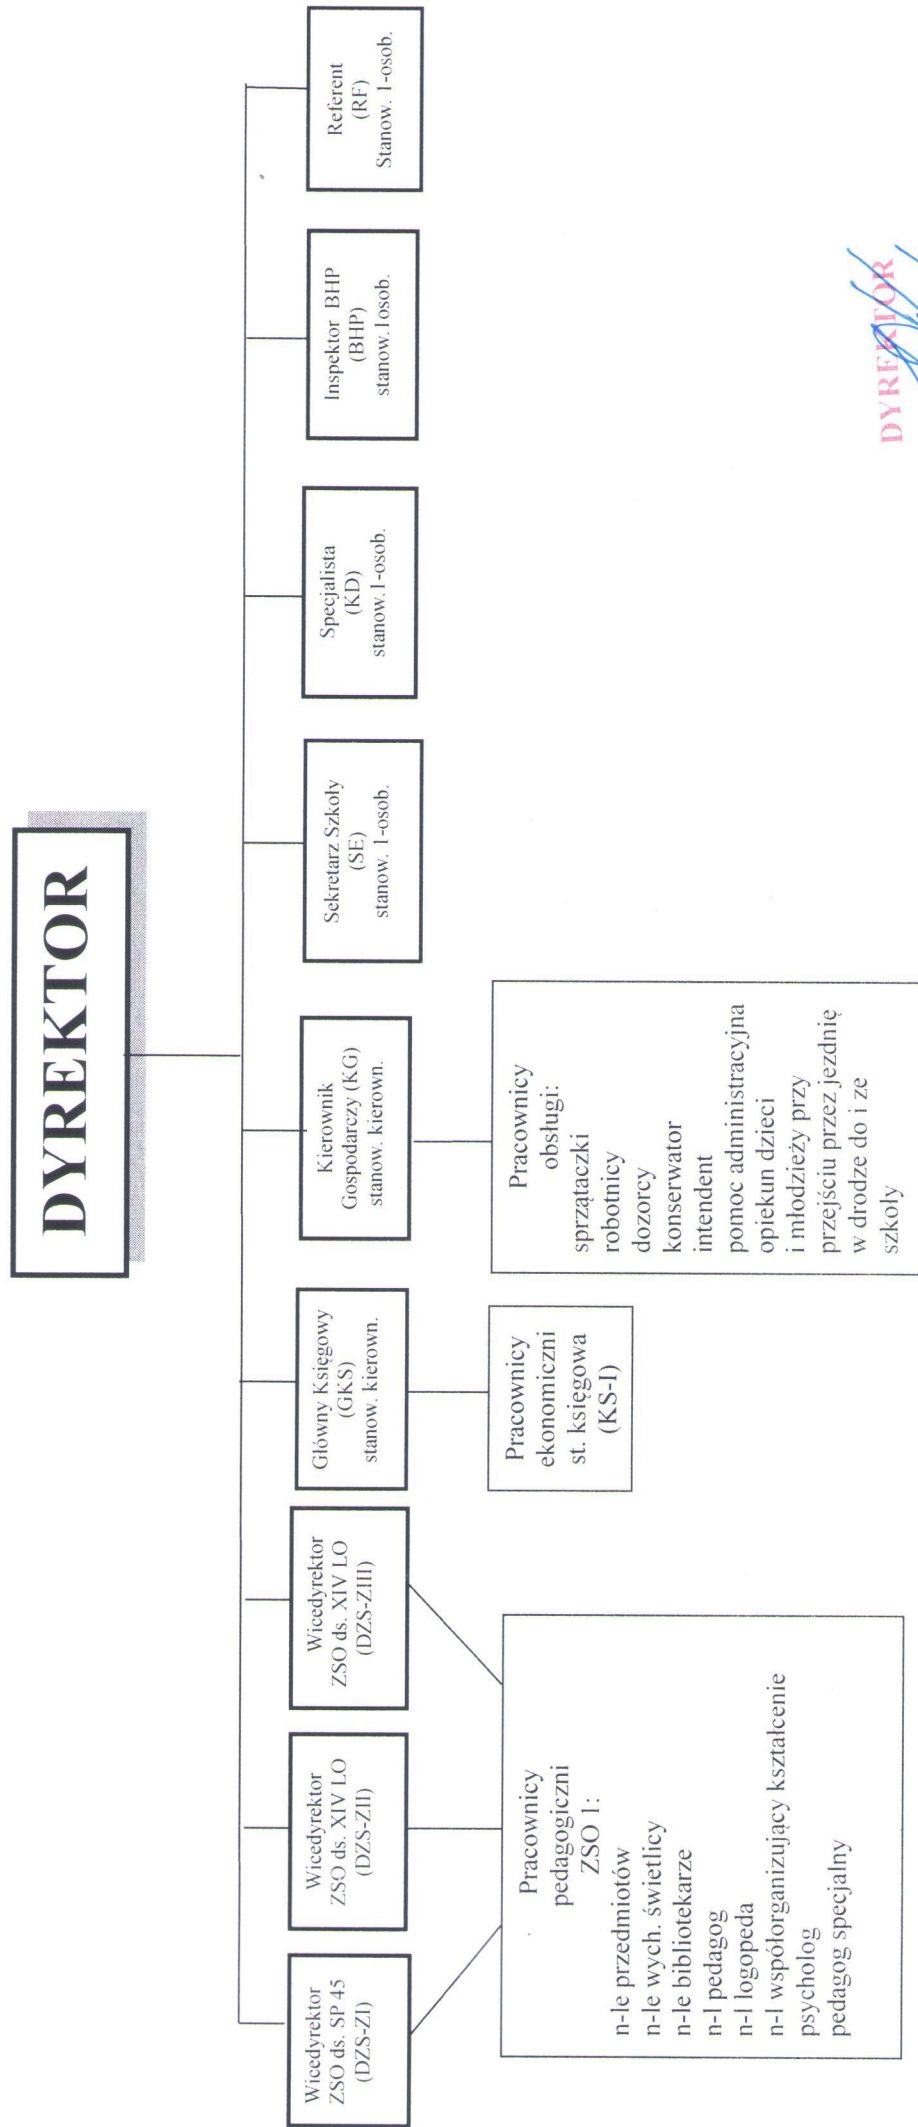 DYREKTOR
Wicedyrektor
ZSO ds. SP 45
(DZS-ZI)
Wicedyrektor
ZSO ds. XIV LO
(DZS-ZII)
Wicedyrektor
ZSO ds. XIV LO
(DZS-ZIII)
Główny Księgowy
(GKS)
stanow. kierown.
Kierownik
Gospodarczy (KG)
stanow. kierown.
Sekretarz Szkoły
(SE)
stanow. 1-osob.
Specjalista
(KD)
stanow.1-osob.
Inspektor BHP
(BHP)
stanow.1osob.
Referent
(RF)
Stanow. 1-osob.
Pracownicy
pedagogiczni
ZSO 1:
n-le przedmiotów
n-le wych. świetlicy
n-le bibliotekarze
n-l pedagog
n-l logopeda
n-l współorganizujący kształcenie
psycholog
pedagog specjalny
Pracownicy
ekonomiczni
st. księgowa
(KS-I)
Pracownicy
obsługi:
sprzątaczki
robotnicy
dozorcy
konserwator
intendent
pomoc administracyjna
opiekun dzieci
i młodzieży przy
przejściu przez jezdnię
w drodze do i ze
szkoły
DYREKTOR